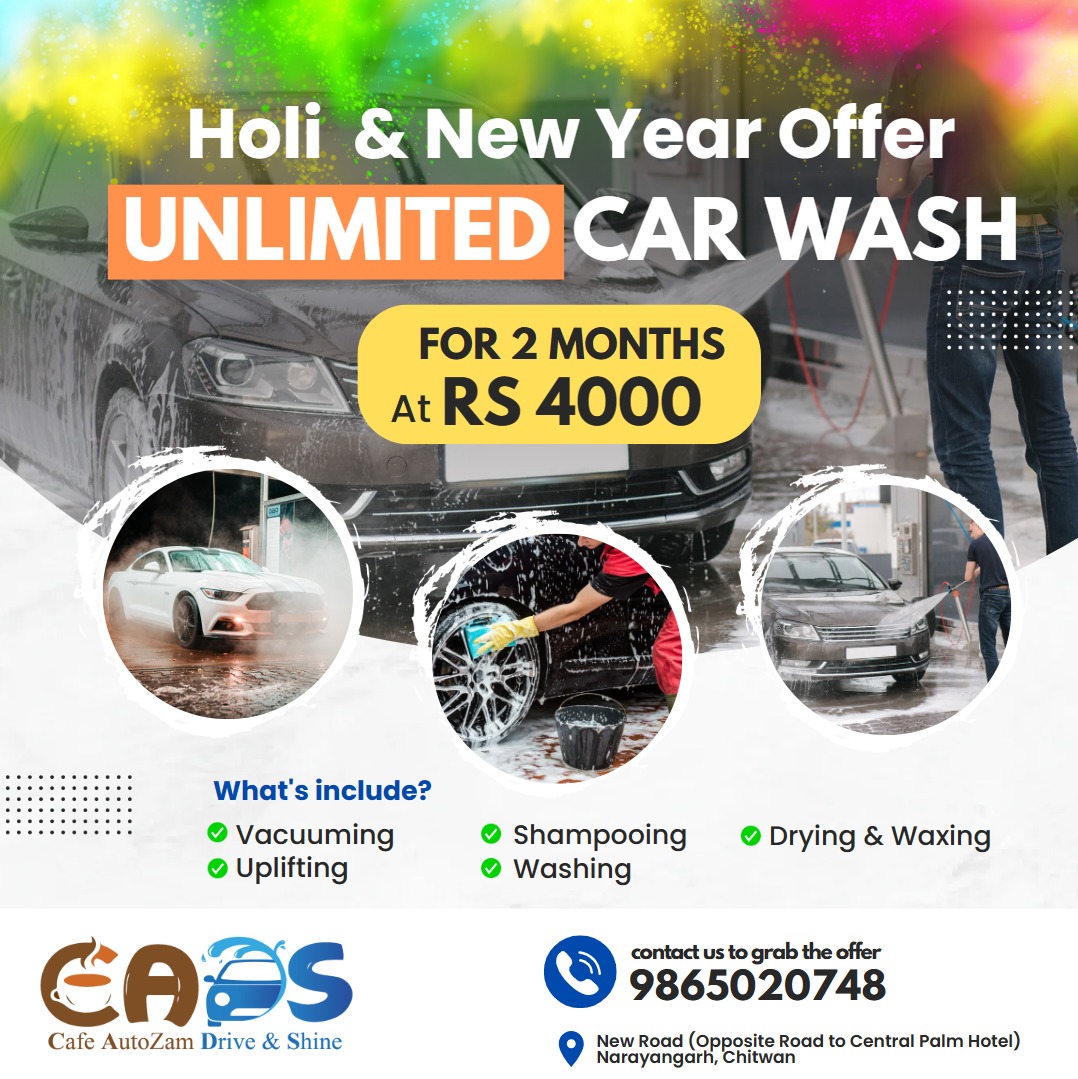 Holi & New Year Offer
UNLIMITED CAR WASH
FOR 2 MONTHS
At RS 4000
What's include?
Vacuuming
Uplifting
Shampooing
Washing
Drying & Waxing
CADS
Cafe AutoZam Drive & Shine
contact us to grab the offer
9865020748
New Road (Opposite Road to Central Palm Hotel)
Narayangarh, Chitwan